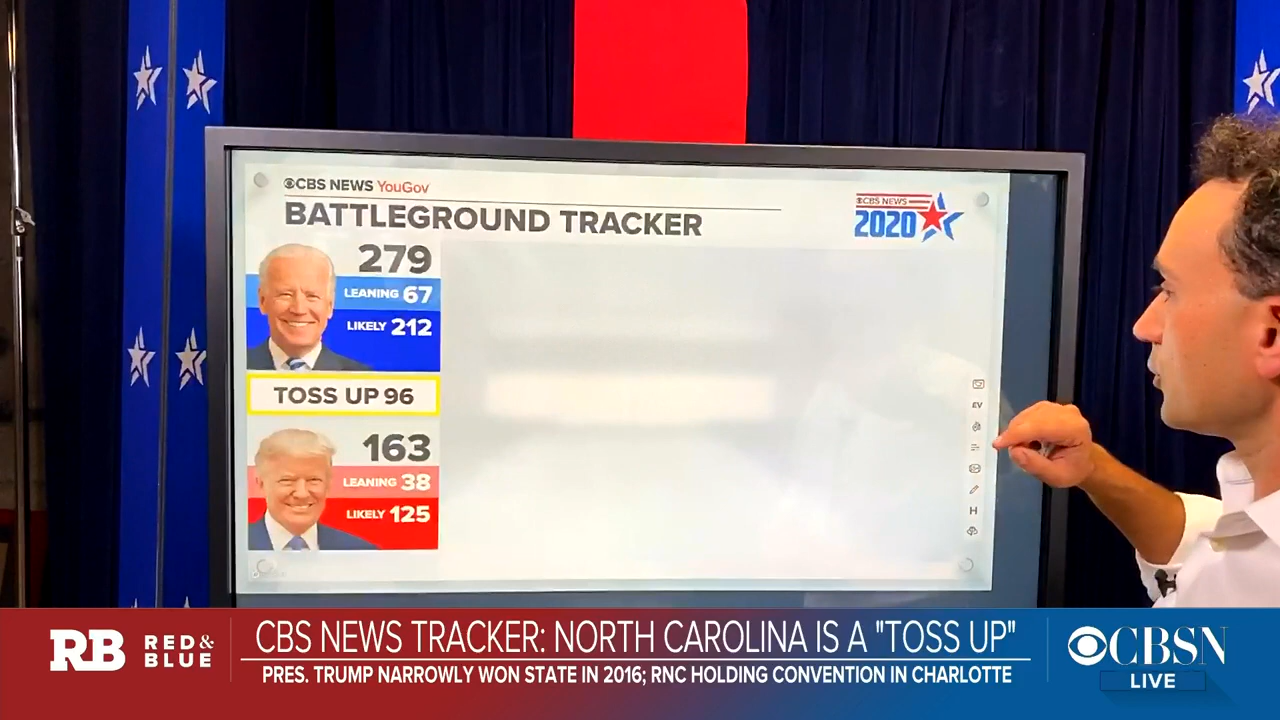 CBS NEWS YouGov
BATTLEGROUND TRACKER
CBS NEWS
2020
279
LEANING 67
LIKELY 212
TOSS UP 96
163
LEANING 38
LIKELY 125
EV
H
RB RED&
BLUE
CBS NEWS TRACKER: NORTH CAROLINA IS A "TOSS UP"
PRES. TRUMP NARROWLY WON STATE IN 2016; RNC HOLDING CONVENTION IN CHARLOTTE
CBSN
LIVE